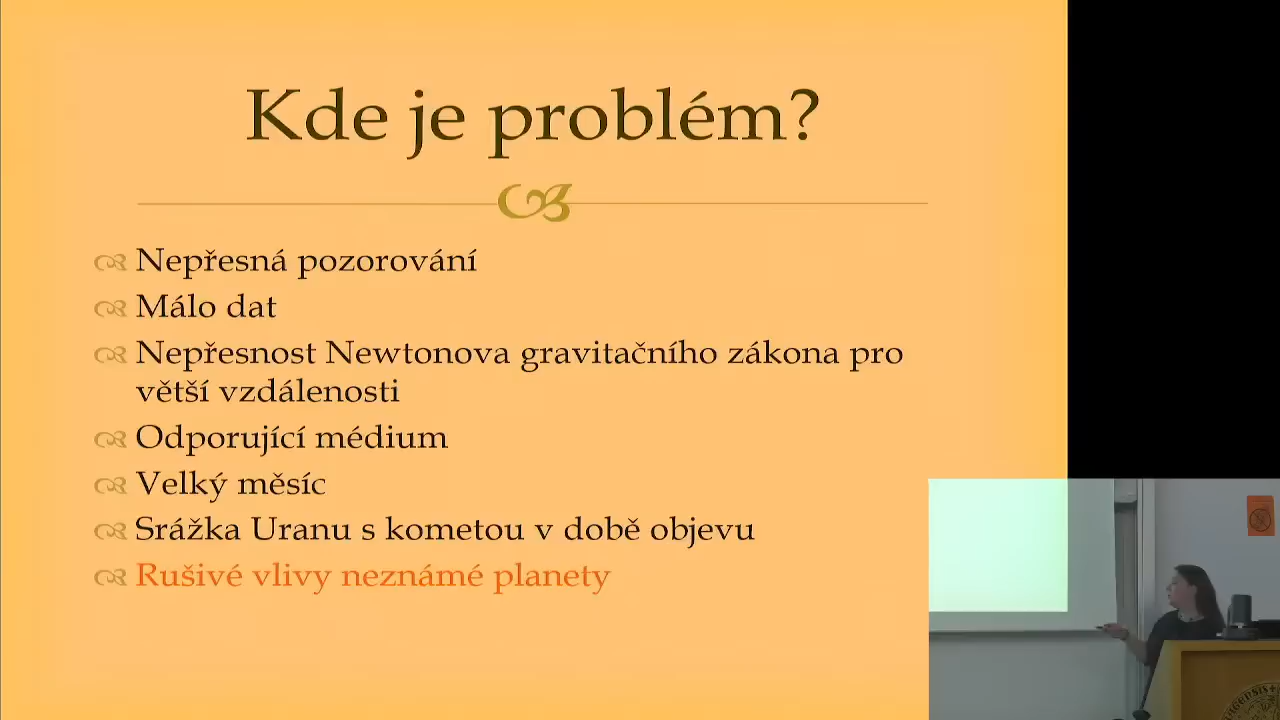 Kde je problém?
Nepřesná pozorování
Málo dat
Nepřesnost Newtonova gravitačního zákona pro
větší vzdálenosti
Odporující médium
Velký měsíc
Srážka Uranu s kometou v době objevu
Rušivé vlivy neznámé planety